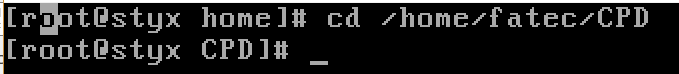 [root@styx home]# cd /home/fatec/CPD
[root@styx CPD]# _